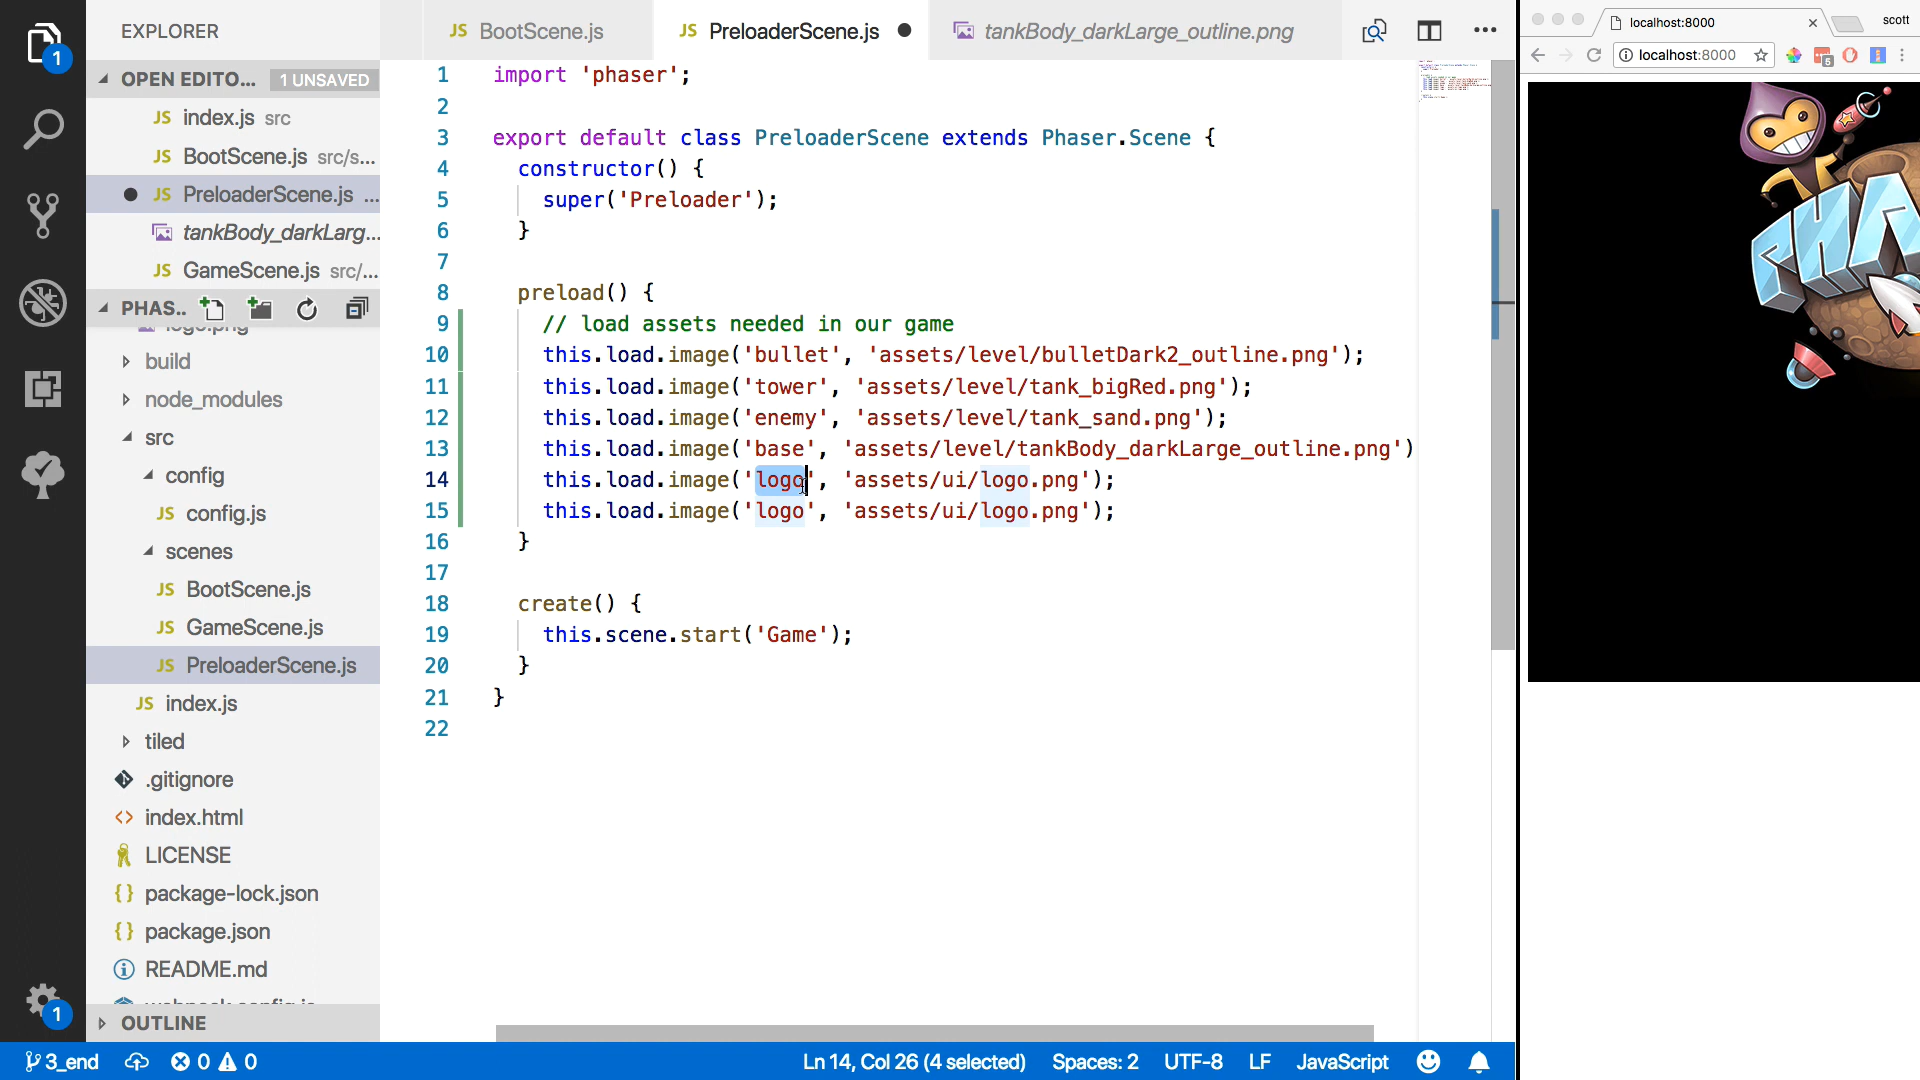 EXPLORER
JS BootScene.js
JS PreloaderScene.js
tankBody_darkLarge_outline.png
localhost:8000
scott
localhost:8000
5
1
OPEN EDITO... 1 UNSAVED
JS index.js src
JS BootScene.js src/s...
JS PreloaderScene.js ...
tankBody_darkLarg...
JS GameScene.js src/...
PHAS..
logo.png
build
node_modules
src
config
JS config.js
scenes
JS BootScene.js
JS GameScene.js
JS PreloaderScene.js
JS index.js
tiled
.gitignore
index.html
LICENSE
package-lock.json
package.json
README.md
OUTLINE
1
1 import 'phaser';
2
3 export default class PreloaderScene extends Phaser.Scene {
4 constructor() {
5 super('Preloader');
6 }
7
8 preload() {
9 // load assets needed in our game
10 this.load.image('bullet', 'assets/level/bulletDark2_outline.png');
11 this.load.image('tower', 'assets/level/tank_bigRed.png');
12 this.load.image('enemy', 'assets/level/tank_sand.png');
13 this.load.image('base', 'assets/level/tankBody_darkLarge_outline.png')
14 this.load.image('logo', 'assets/ui/logo.png');
15 this.load.image('logo', 'assets/ui/logo.png');
16 }
17
18 create() {
19 this.scene.start('Game');
20 }
21 }
22
3_end
0 0
Ln 14, Col 26 (4 selected) Spaces: 2 UTF-8 LF JavaScript